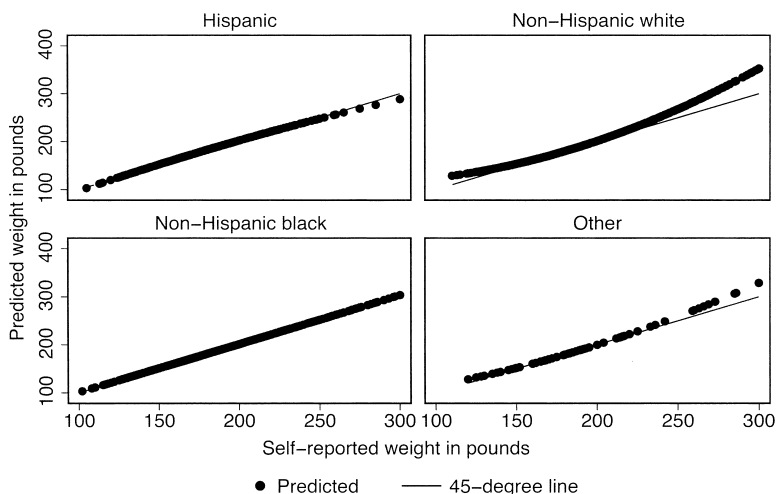 Hispanic
Non-Hispanic white
400
300
200
100
Non-Hispanic black
Other
400
300
200
100
Predicted weight in pounds
100 150 200 250 300
100 150 200 250 300
Self-reported weight in pounds
Predicted
45-degree line